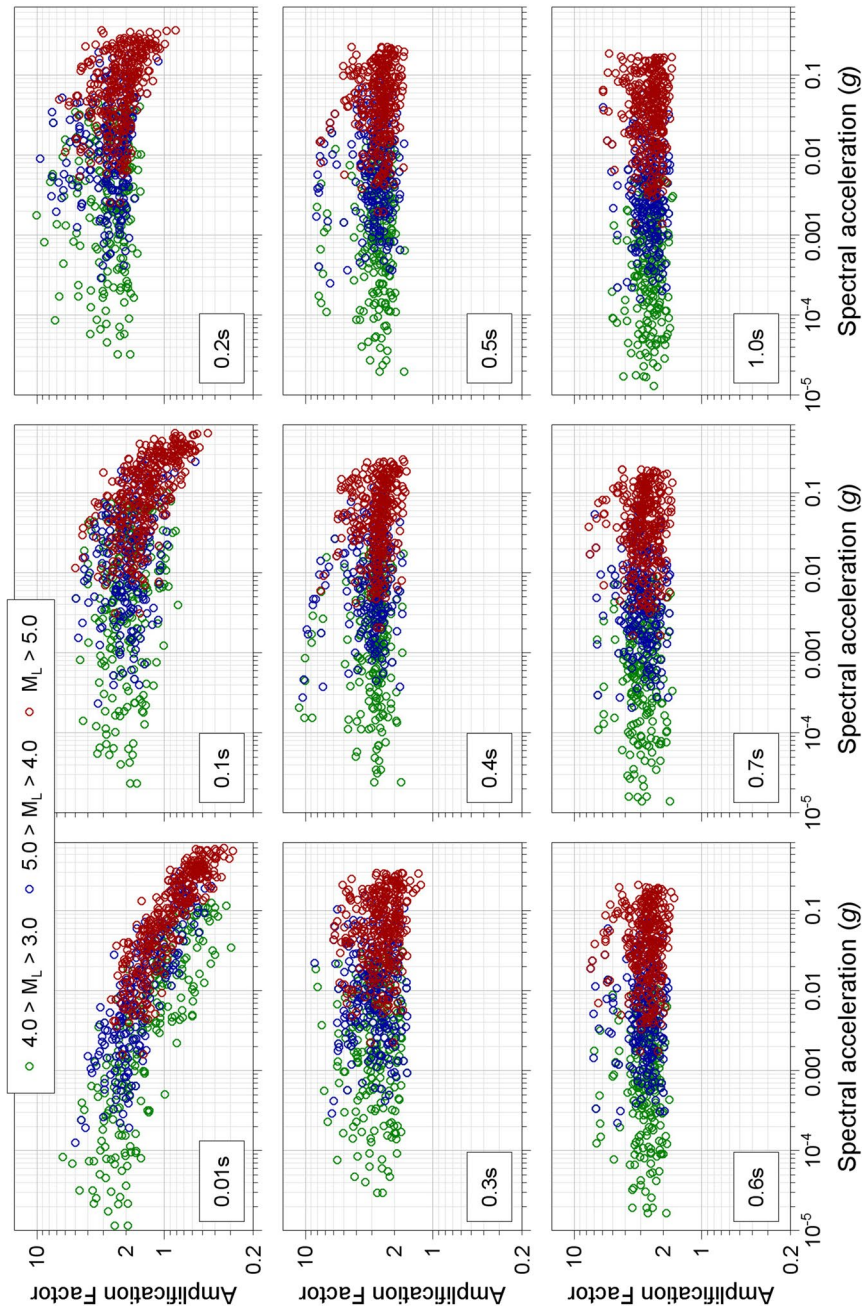 4.0 > M_L > 3.0 5.0 > M_L > 4.0 M_L > 5.0
Amplification Factor
10
2
1
0.2
0.01s
0.1s
0.2s
Amplification Factor
10
2
1
0.2
0.3s
0.4s
0.5s
Amplification Factor
10
2
1
0.2
0.6s
0.7s
1.0s
10^-5 10^-4 0.001 0.01 0.1
10^-5 10^-4 0.001 0.01 0.1
10^-5 10^-4 0.001 0.01 0.1
Spectral acceleration (g)
Spectral acceleration (g)
Spectral acceleration (g)